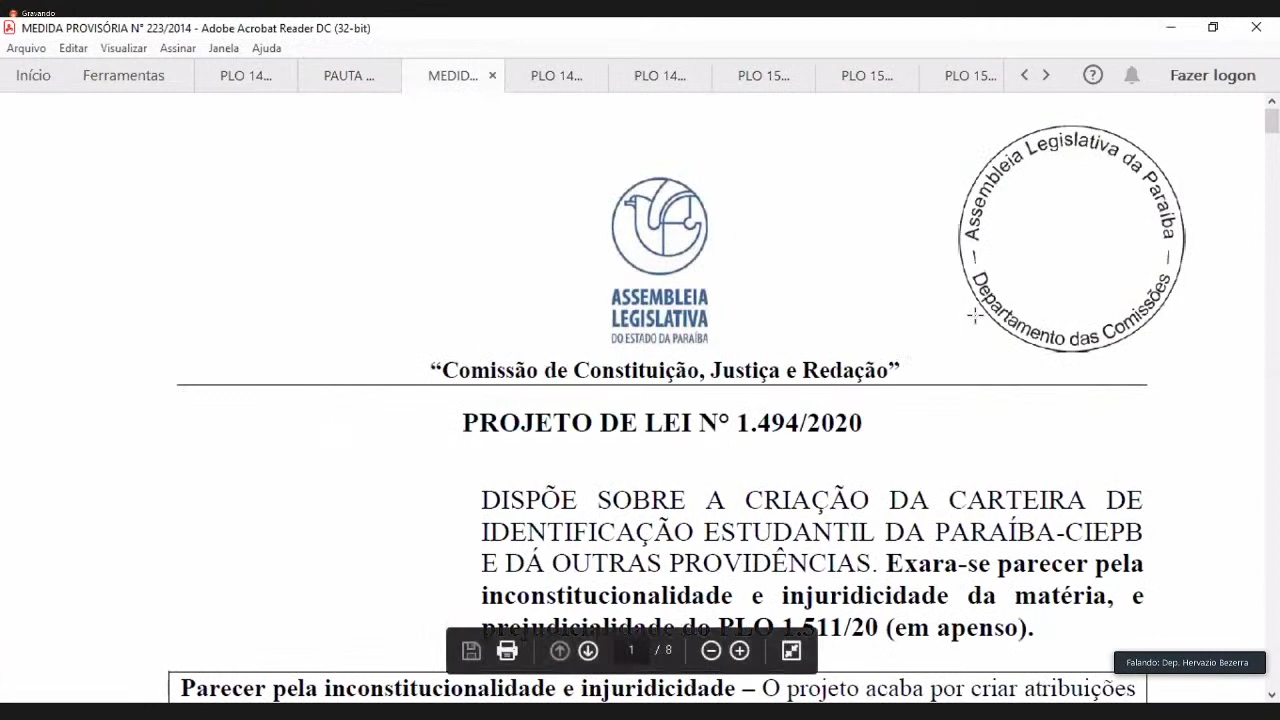 Gravando
MEDIDA PROVISÓRIA N° 223/2014 - Adobe Acrobat Reader DC (32-bit)
Arquivo Editar Visualizar Assinar Janela Ajuda
Início Ferramentas PLO 14... PAUTA ... MEDID... × PLO 14... PLO 14... PLO 15... PLO 15... PLO 15... Fazer logon
Assembleia Legislativa da Paraíba
— Departamento das Comissões —
ASSEMBLEIA
LEGISLATIVA
DO ESTADO DA PARAÍBA
“Comissão de Constituição, Justiça e Redação”
PROJETO DE LEI N° 1.494/2020
DISPÕE SOBRE A CRIAÇÃO DA CARTEIRA DE
IDENTIFICAÇÃO ESTUDANTIL DA PARAÍBA-CIEPB
E DÁ OUTRAS PROVIDÊNCIAS. Exara-se parecer pela
inconstitucionalidade e injuridicidade da matéria, e
prejudicialidade do PLO 1.511/20 (em apenso).
1 / 8
Falando: Dep. Hervazio Bezerra
Parecer pela inconstitucionalidade e injuridicidade – O projeto acaba por criar atribuições